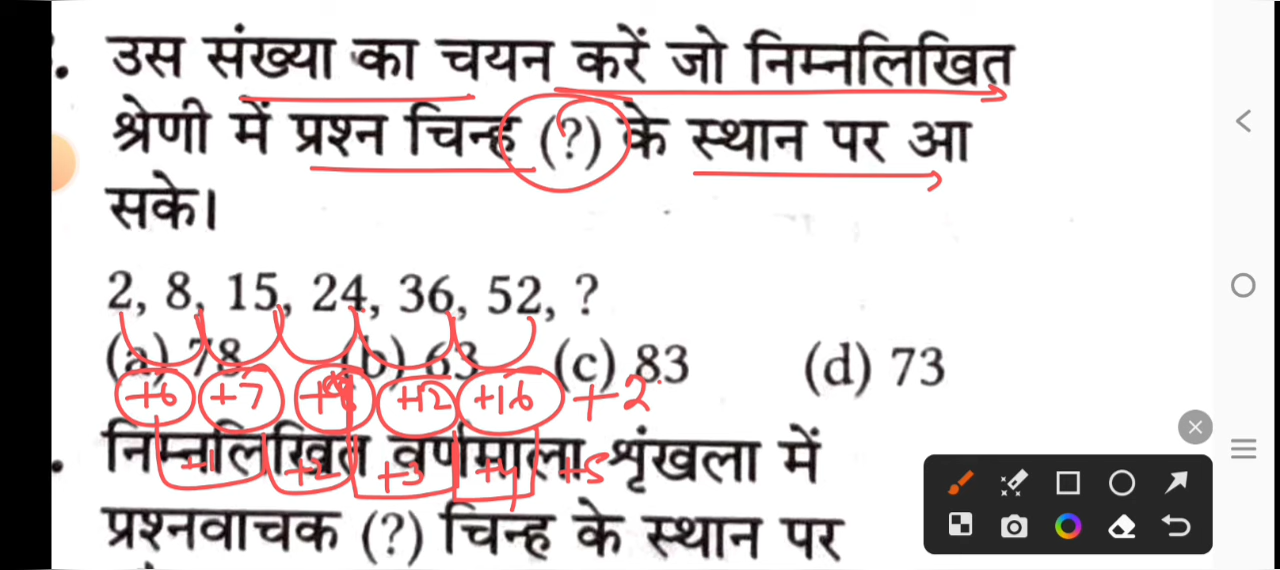 . उस संख्या का चयन करें जो निम्नलिखित
श्रेणी में प्रश्न चिन्ह (?) के स्थान पर आ
सके।
2, 8, 15, 24, 36, 52, ?
(a) 78 (b) 63 (c) 83 (d) 73
+6 +7 +9 +12 +16 +2
. निम्नलिखित वर्णमाला शृंखला में
+1 +2 +3 +4 +5
प्रश्नवाचक (?) चिन्ह के स्थान पर